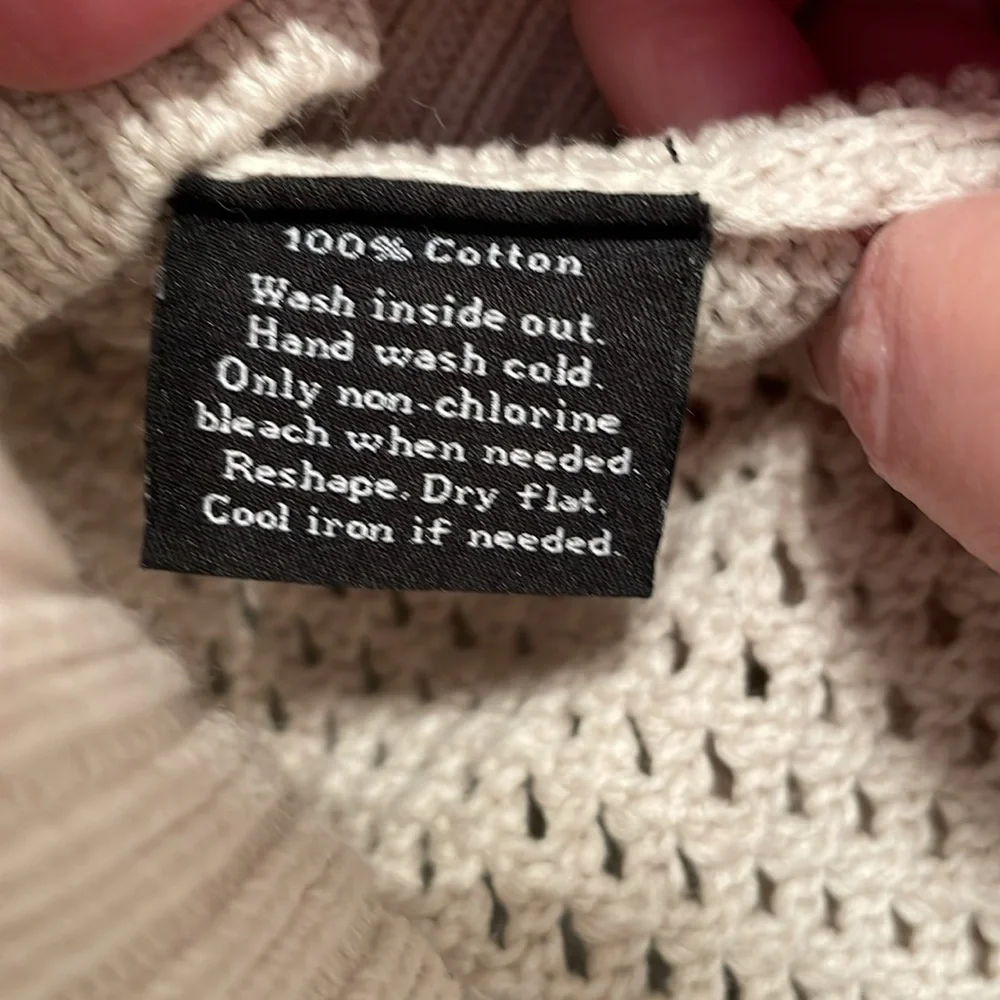 100% Cotton
Wash inside out.
Hand wash cold.
Only non-chlorine
bleach when needed.
Reshape. Dry flat.
Cool iron if needed.